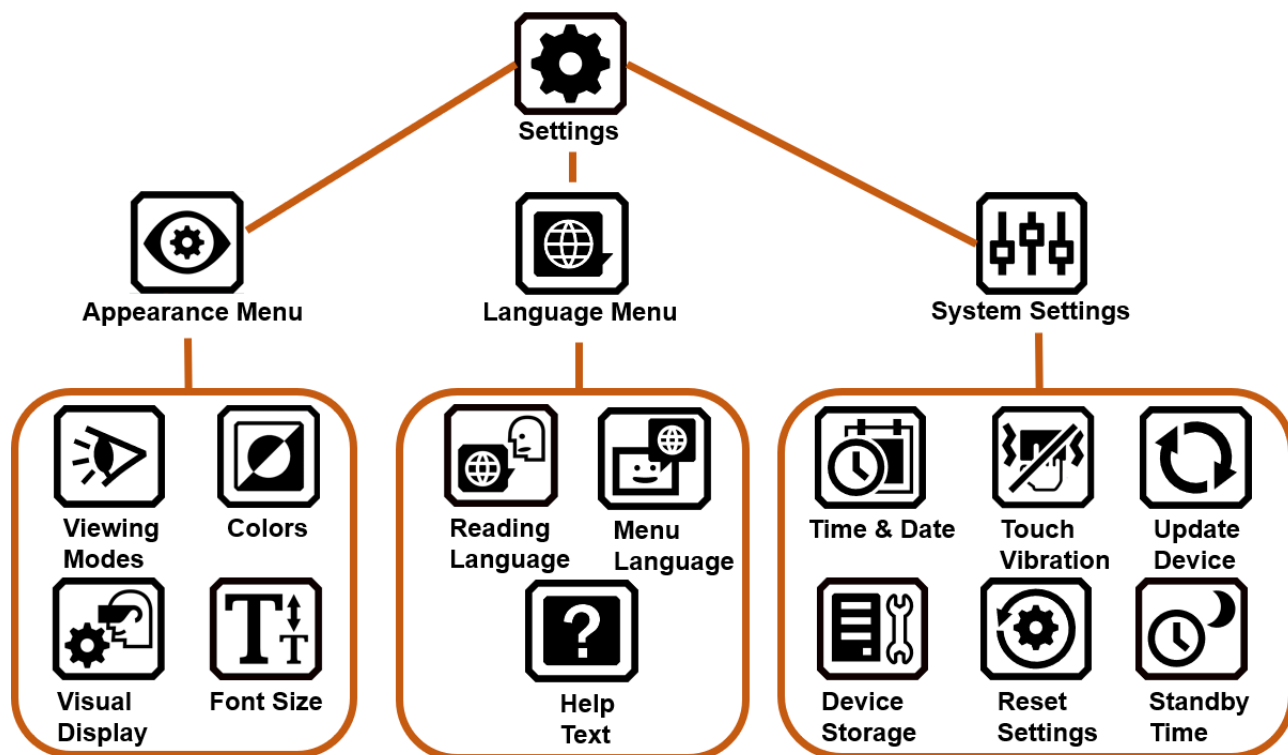 Settings
Appearance Menu
Language Menu
System Settings
Viewing
Modes
Colors
Visual
Display
Font Size
Reading
Language
Menu
Language
?
Help
Text
Time & Date
Touch
Vibration
Update
Device
Device
Storage
Reset
Settings
Standby
Time